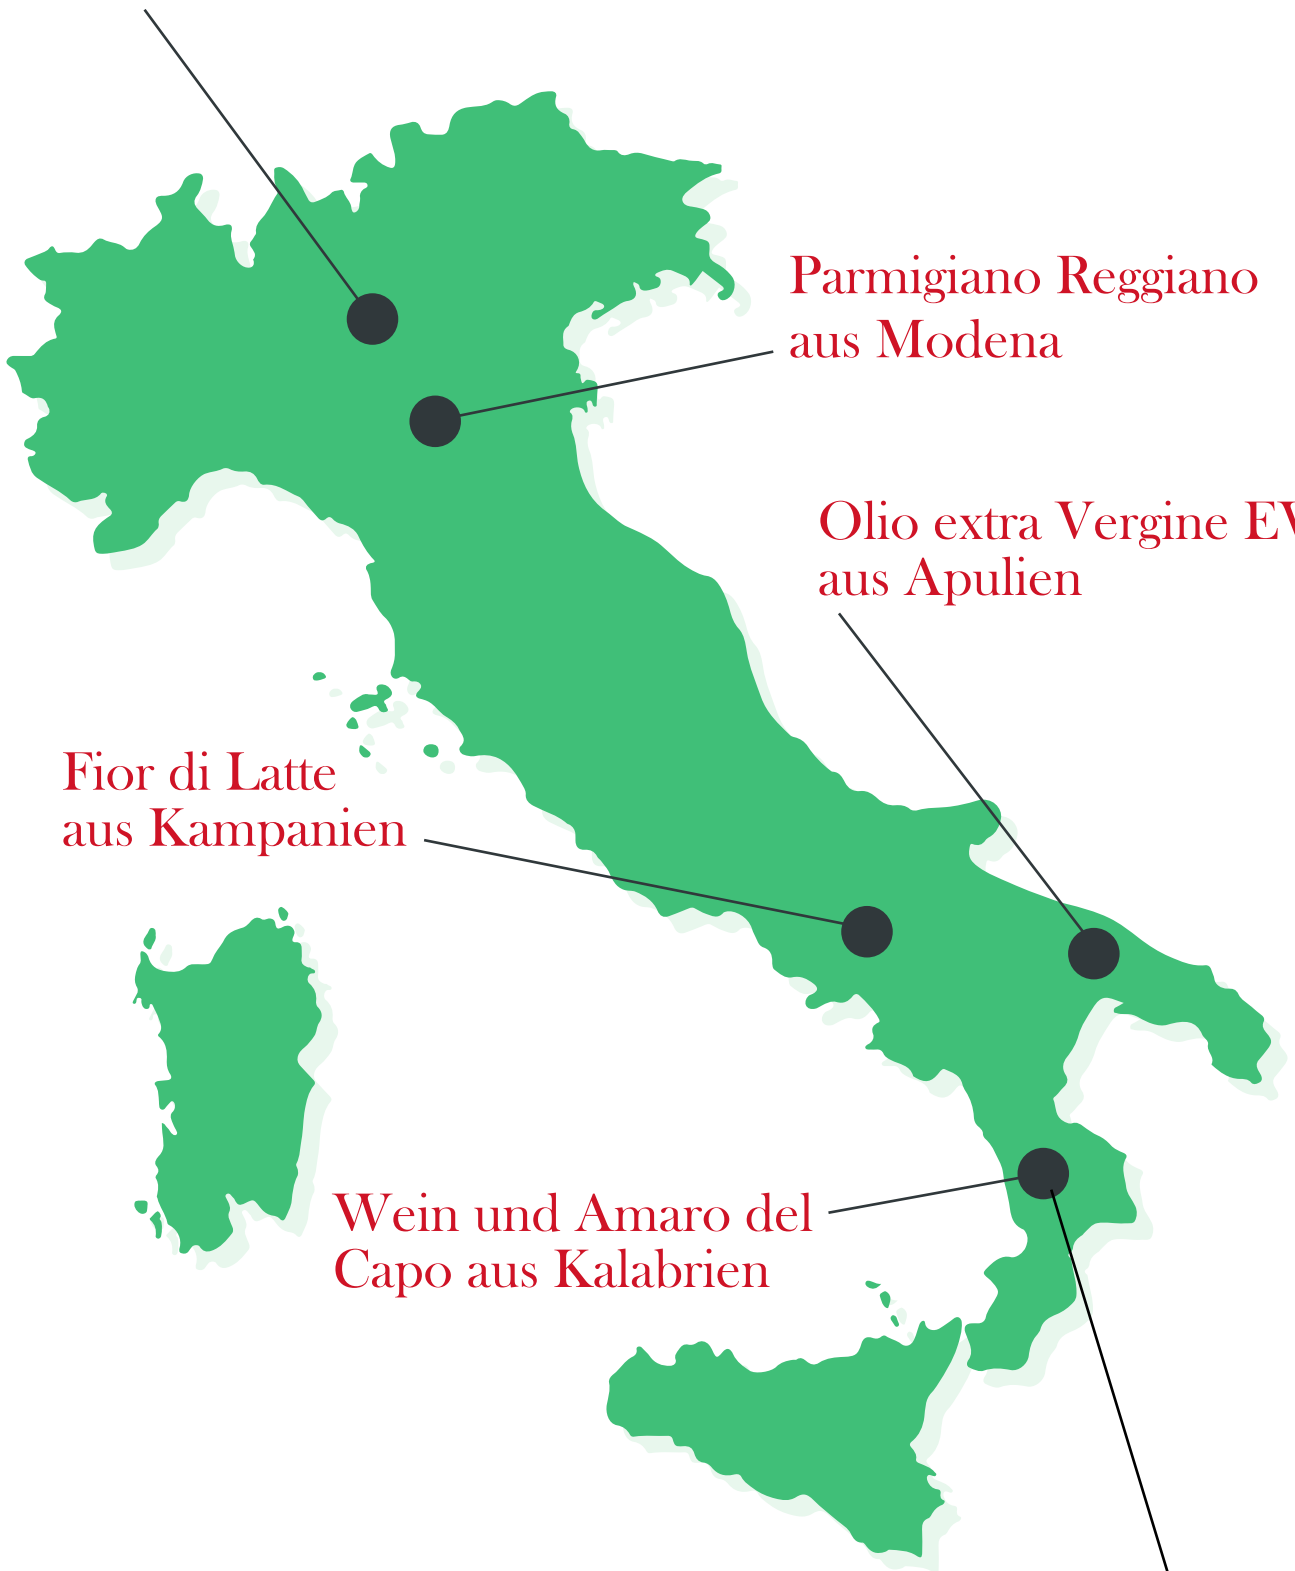 Parmigiano Reggiano
aus Modena
Olio extra Vergine
aus Apulien
Fior di Latte
aus Kampanien
Wein und Amaro del
Capo aus Kalabrien